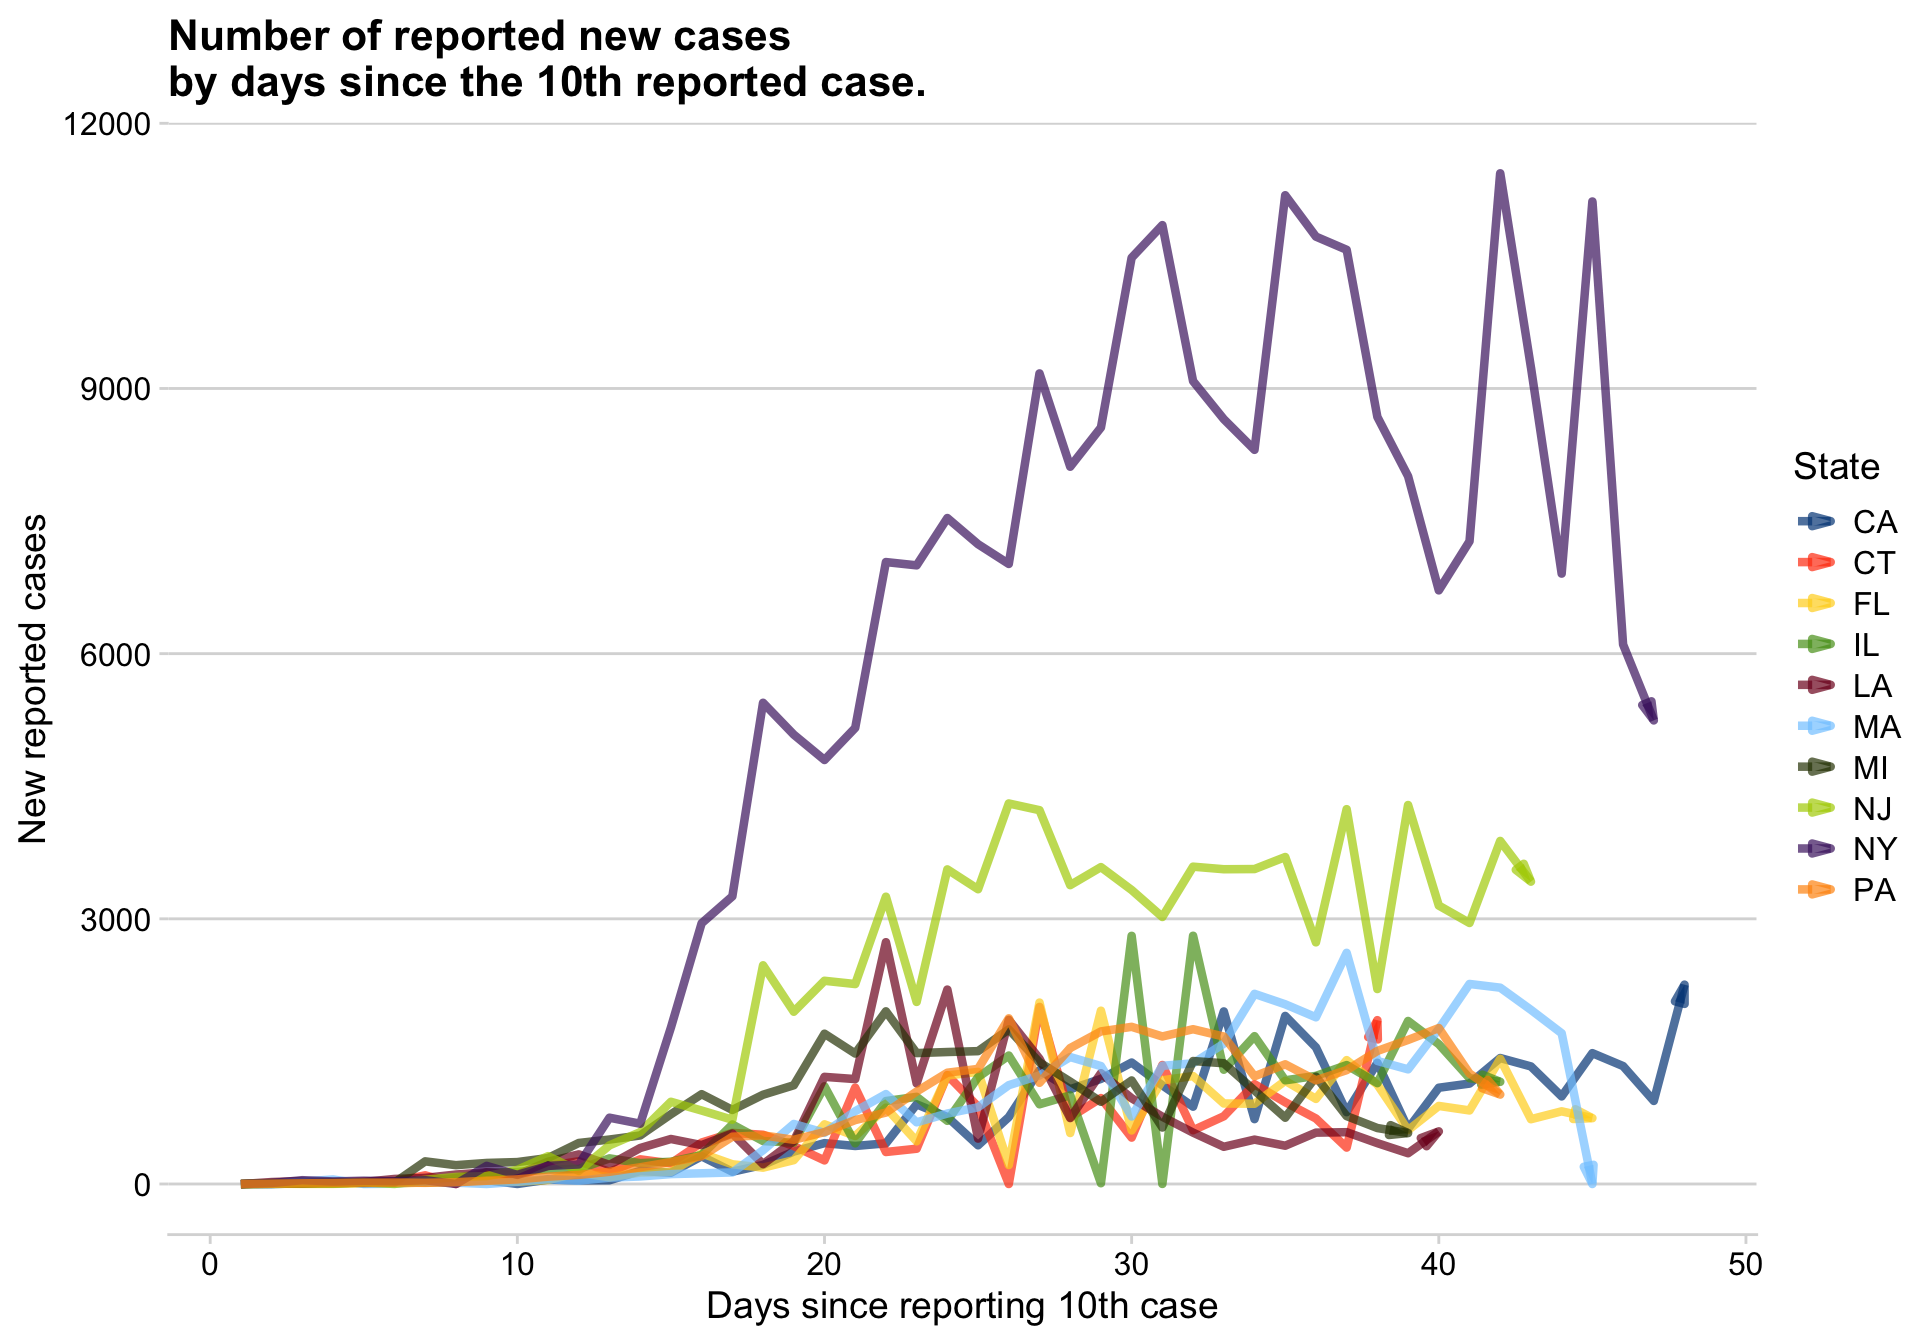 Number of reported new cases
by days since the 10th reported case.
12000
9000
6000
3000
0
New reported cases
0 10 20 30 40 50
Days since reporting 10th case
State
CA
CT
FL
IL
LA
MA
MI
NJ
NY
PA